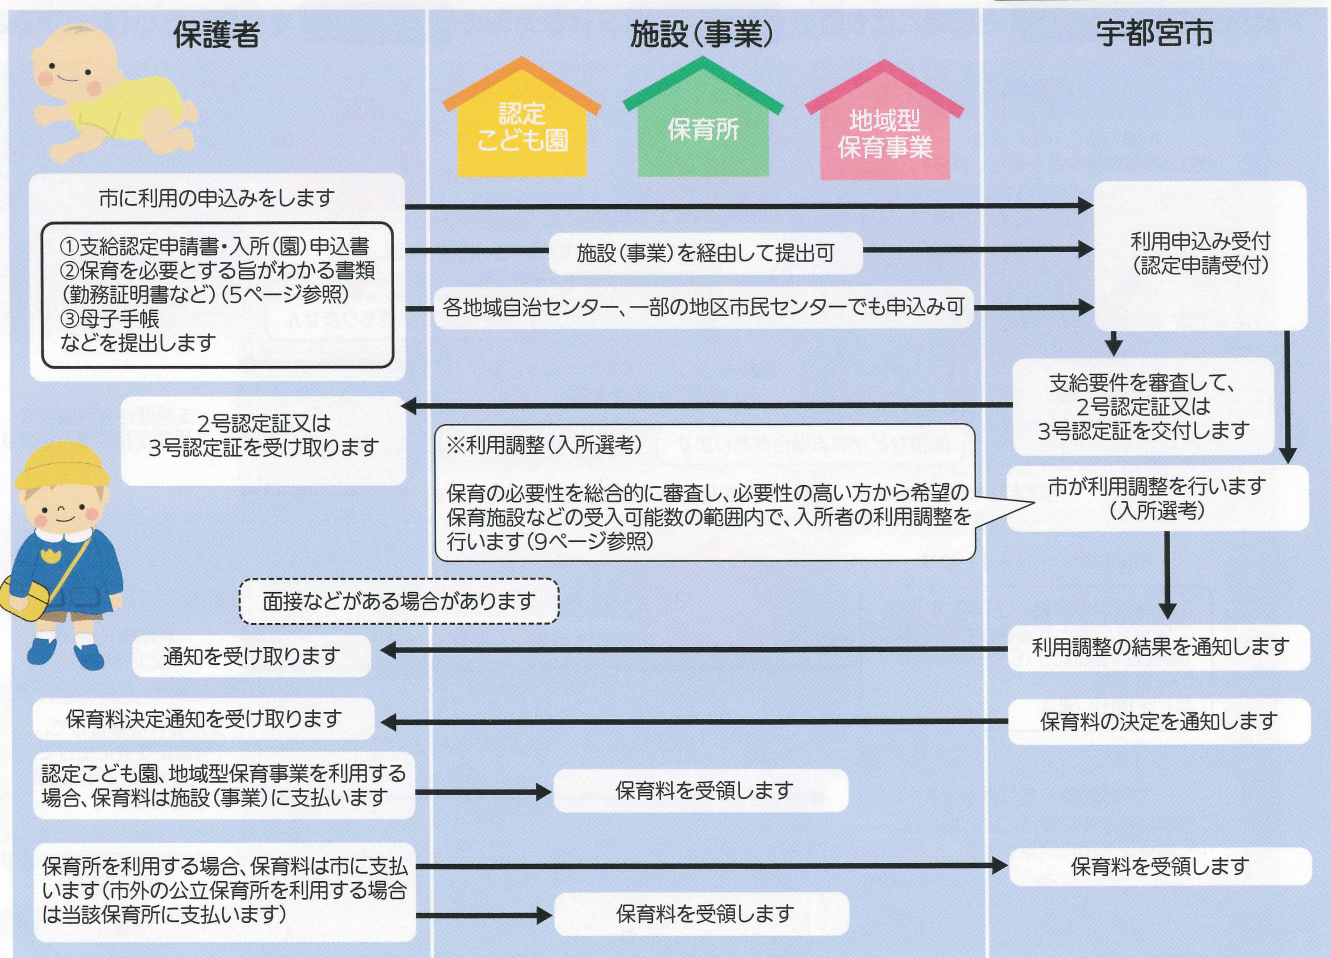 保護者
施設(事業)
宇都宮市
認定
こども園
保育所
地域型
保育事業
市に利用の申込みをします
①支給認定申請書・入所(園)申込書
②保育を必要とする旨がわかる書類
(勤務証明書など)(5ページ参照)
③母子手帳
などを提出します
施設(事業)を経由して提出可
各地域自治センター、一部の地区市民センターでも申込み可
利用申込み受付
(認定申請受付)
支給要件を審査して、
2号認定証又は
3号認定証を交付します
2号認定証又は
3号認定証を受け取ります
※利用調整(入所選考)
保育の必要性を総合的に審査し、必要性の高い方から希望の
保育施設などの受入可能数の範囲内で、入所者の利用調整を
行います(9ページ参照)
市が利用調整を行います
(入所選考)
面接などがある場合があります
通知を受け取ります
利用調整の結果を通知します
保育料決定通知を受け取ります
保育料の決定を通知します
認定こども園、地域型保育事業を利用する
場合、保育料は施設(事業)に支払います
保育料を受領します
保育所を利用する場合、保育料は市に支払
います(市外の公立保育所を利用する場合
は当該保育所に支払います)
保育料を受領します
保育料を受領します